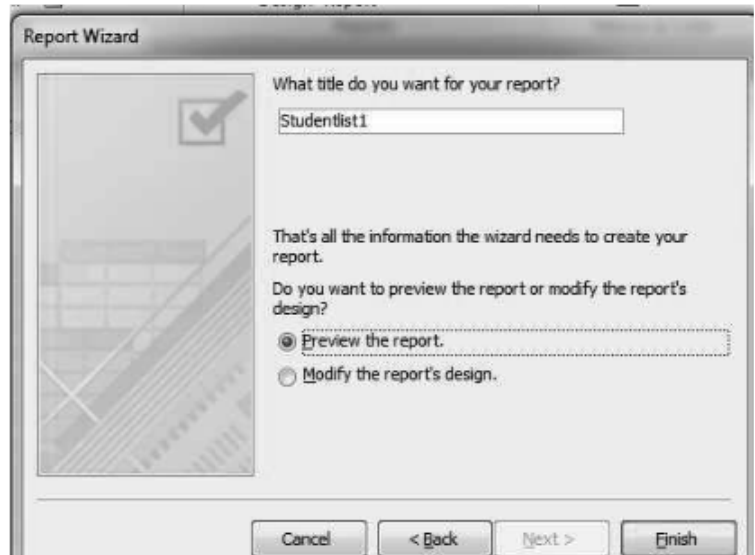 Report Wizard
What title do you want for your report?
Studentlist1
That's all the information the wizard needs to create your
report.
Do you want to preview the report or modify the report's
design?
Preview the report.
Modify the report's design.
Cancel
< Back
Next >
Finish